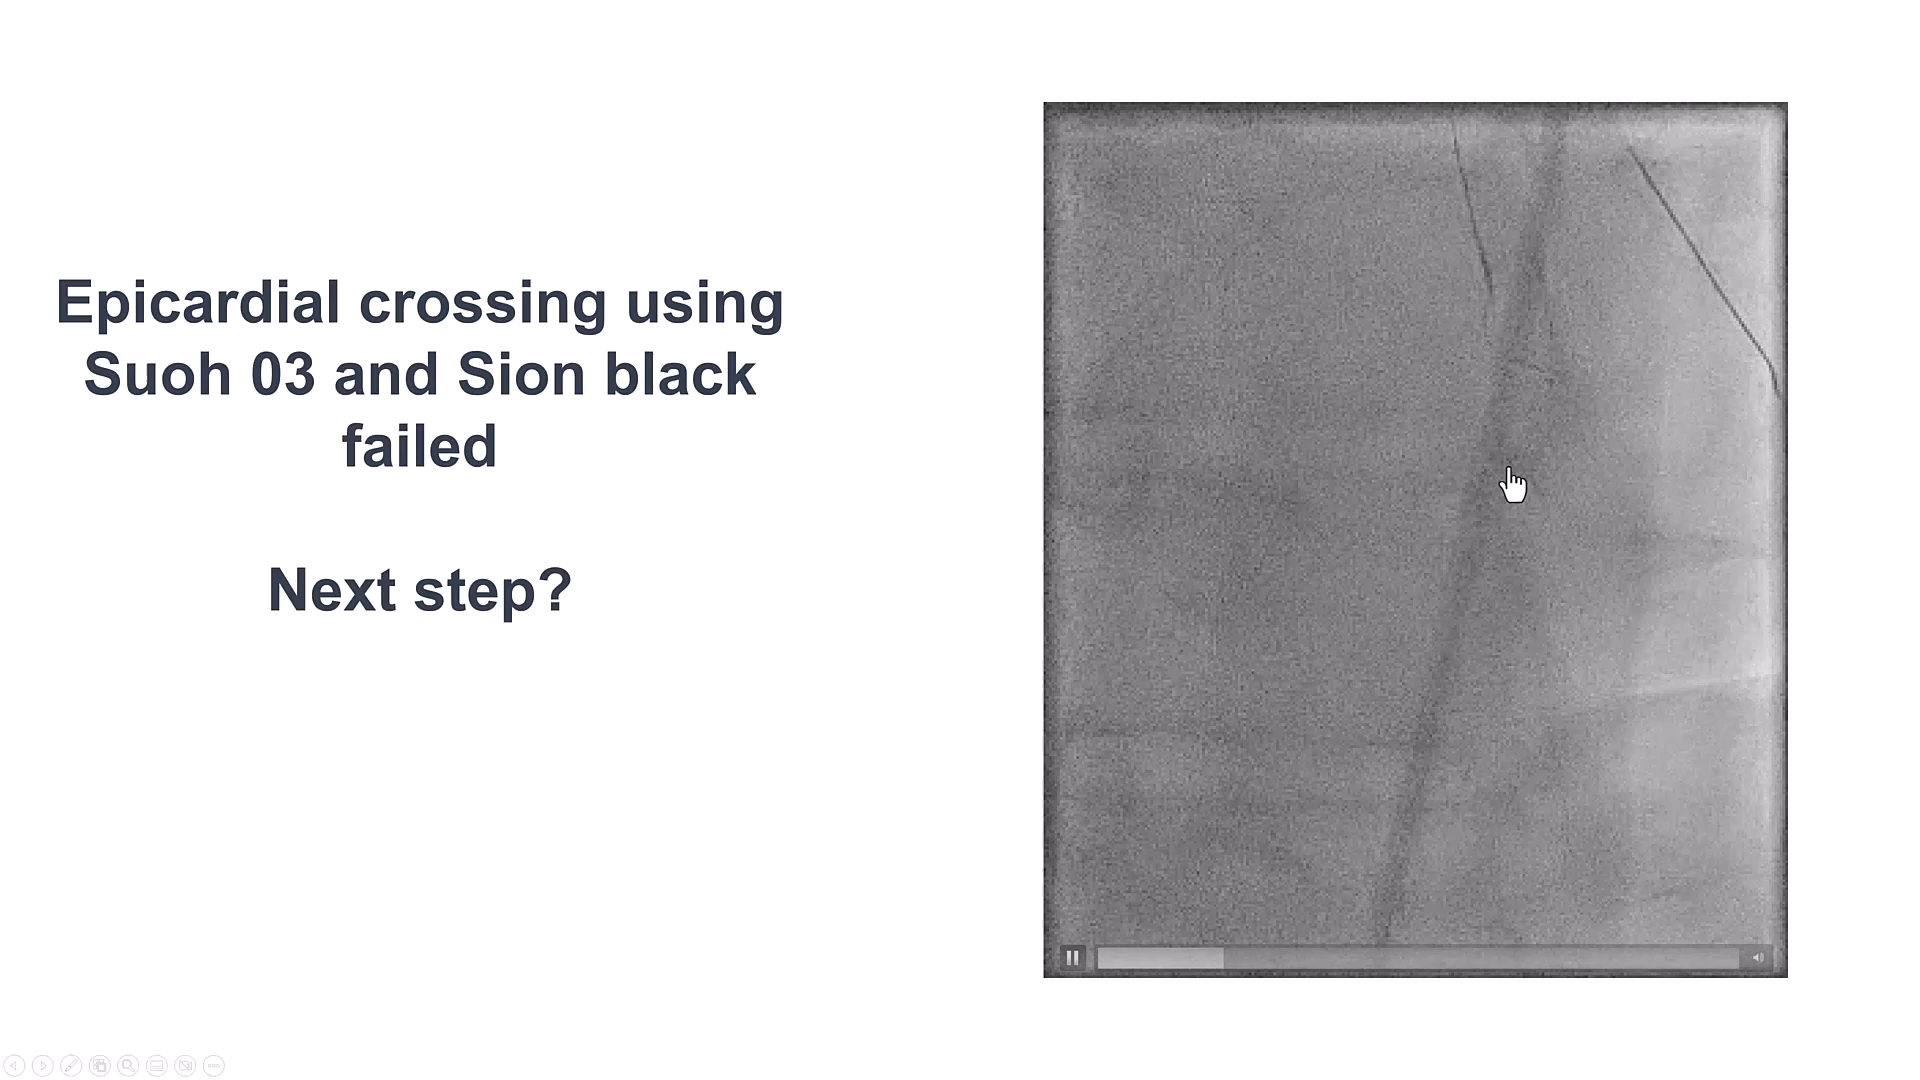 Epicardial crossing using
Suoh 03 and Sion black
failed
Next step?